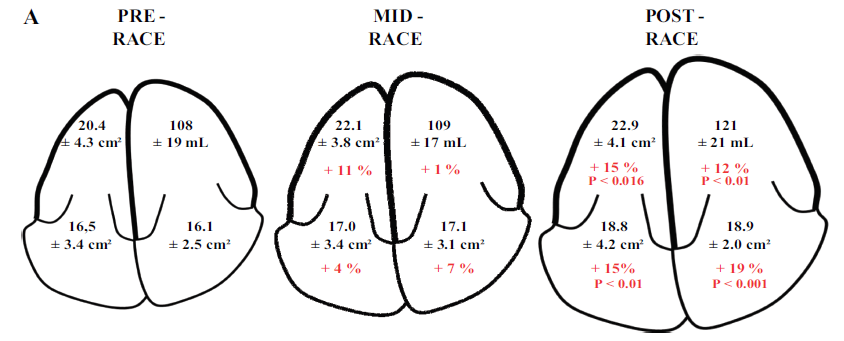 A
PRE -
RACE
MID -
RACE
POST -
RACE
20.4
± 4.3 cm²
108
± 19 mL
16,5
± 3.4 cm²
16.1
± 2.5 cm²
22.1
± 3.8 cm²
+ 11 %
109
± 17 mL
+ 1 %
17.0
± 3.4 cm²
+ 4 %
17.1
± 3.1 cm²
+ 7 %
22.9
± 4.1 cm²
+ 15 %
P < 0.016
121
± 21 mL
+ 12 %
P < 0.01
18.8
± 4.2 cm²
+ 15%
P < 0.01
18.9
± 2.0 cm²
+ 19 %
P < 0.001